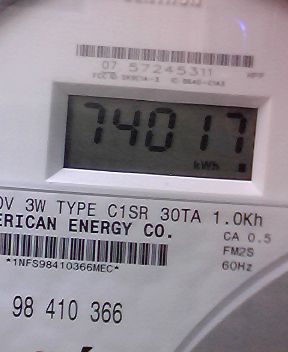 07 57245311
74017
kWh
0V 3W TYPE C1SR 30TA 1.0Kh
ERICAN ENERGY CO.
CA 0.5
FM2S
60Hz
*1NFS98410366MEC*
98 410 366